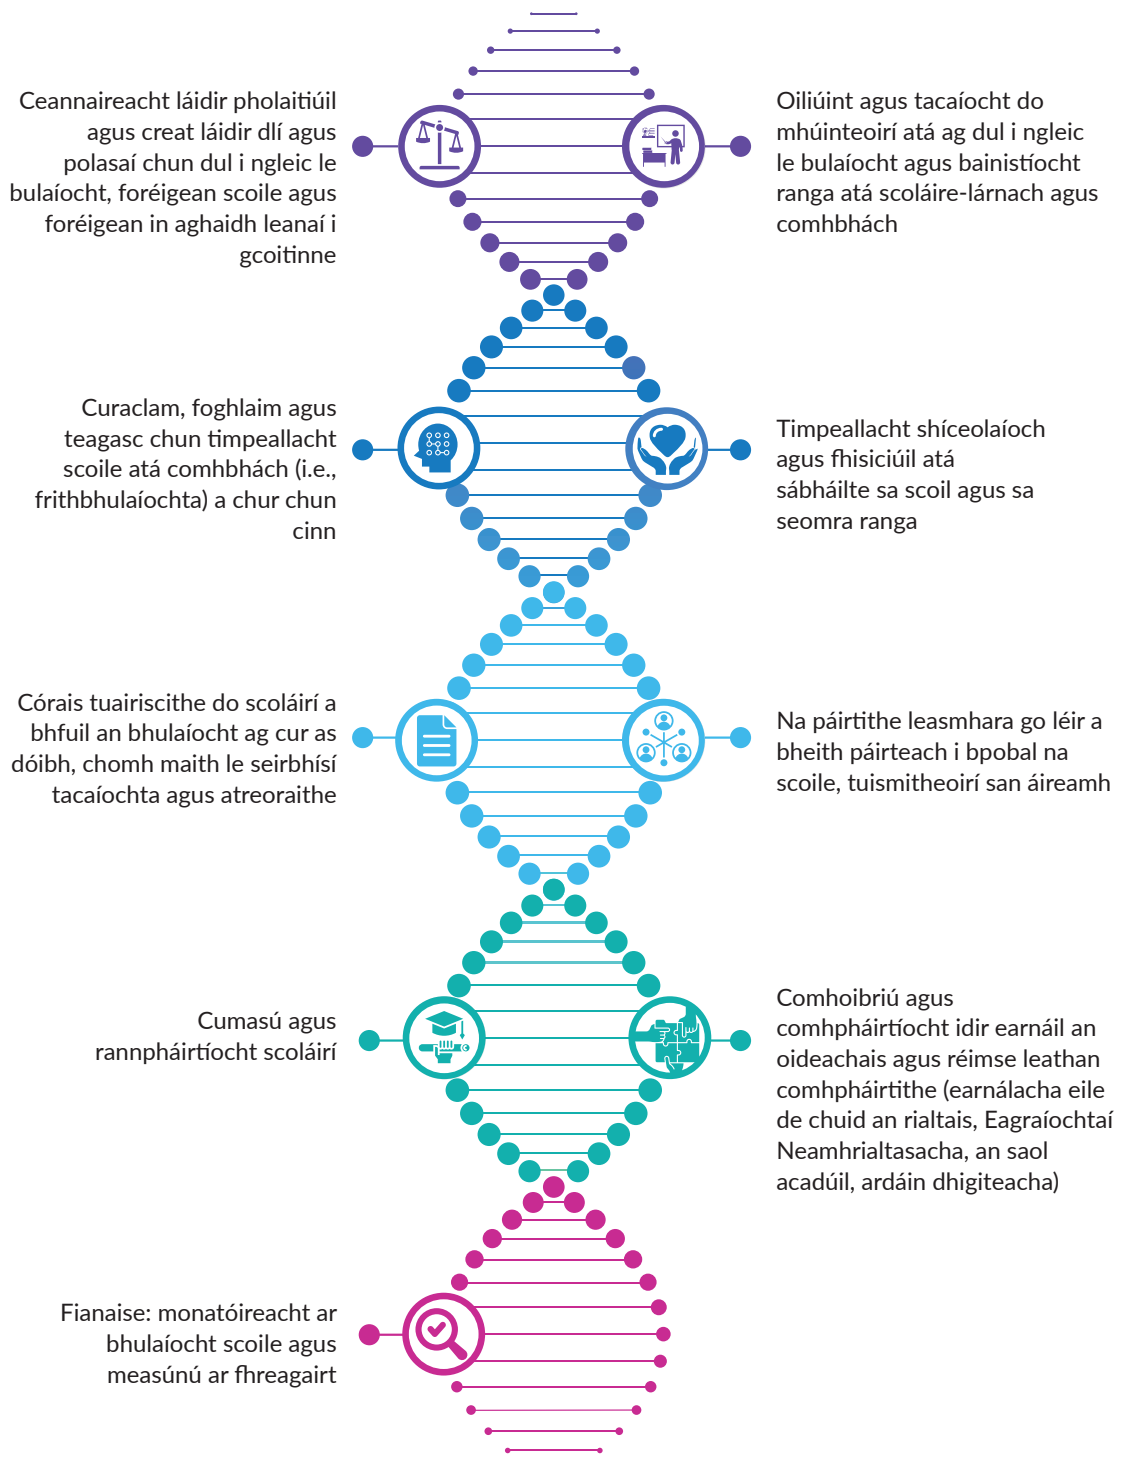 Ceannaireacht láidir pholaitiúil
agus creat láidir dlí agus
polasaí chun dul i ngleic le
bulaíocht, foréigean scoile agus
foréigean in aghaidh leanaí i
gcoitinne
Oiliúint agus tacaíocht do
mhúinteoirí atá ag dul i ngleic
le bulaíocht agus bainistíocht
ranga atá scoláire-lárnach agus
comhbhách
Curaclam, foghlaim agus
teagasc chun timpeallacht
scoile atá comhbhách (i.e.,
frithbhulaíochta) a chur chun
cinn
Timpeallacht shíceolaíoch
agus fhisiciúil atá
sábháilte sa scoil agus sa
seomra ranga
Córais tuairiscithe do scoláirí a
bhfuil an bhulaíocht ag cur as
dóibh, chomh maith le seirbhísí
tacaíochta agus atreoraithe
Na páirtithe leasmhara go léir a
bheith páirteach i bpobal na
scoile, tuismitheoirí san áireamh
Cumasú agus
rannpháirtíocht scoláirí
Comhoibriú agus
comhpháirtíocht idir earnáil an
oideachais agus réimse leathan
comhpháirtithe (earnálacha eile
de chuid an rialtais, Eagraíochtaí
Neamhrialtasacha, an saol
acadúil, ardáin dhigiteacha)
Fianaise: monatóireacht ar
bhulaíocht scoile agus
measúnú ar fhreagairt